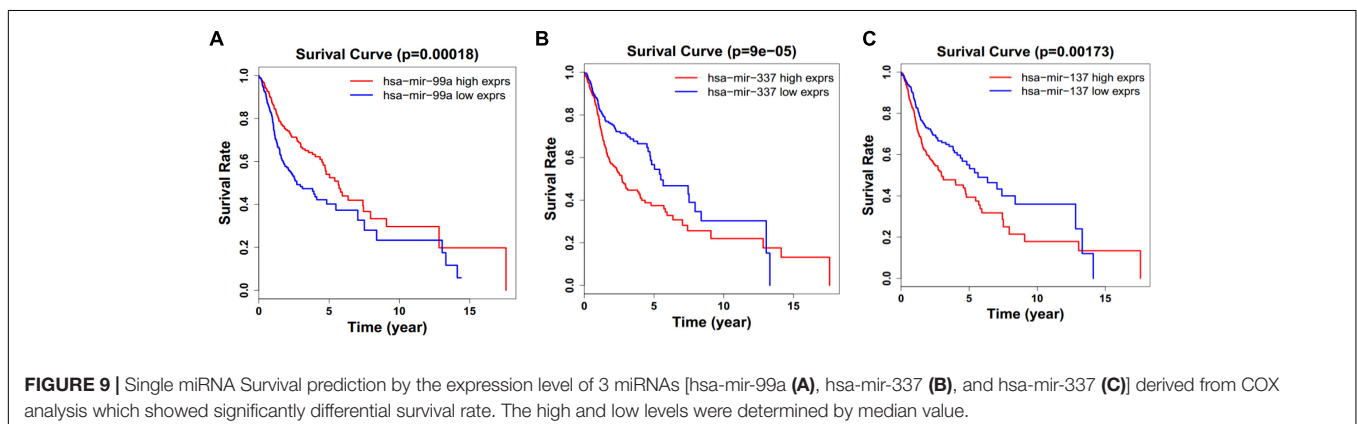 A
Surival Curve (p=0.00018)
hsa-mir-99a high exprs
hsa-mir-99a low exprs
Surival Rate
1.0
0.8
0.6
0.4
0.2
0.0
0 5 10 15
Time (year)
B
Surival Curve (p=9e-05)
hsa-mir-337 high exprs
hsa-mir-337 low exprs
Surival Rate
1.0
0.8
0.6
0.4
0.2
0.0
0 5 10 15
Time (year)
C
Surival Curve (p=0.00173)
hsa-mir-137 high exprs
hsa-mir-137 low exprs
Surival Rate
1.0
0.8
0.6
0.4
0.2
0.0
0 5 10 15
Time (year)
FIGURE 9 | Single miRNA Survival prediction by the expression level of 3 miRNAs [hsa-mir-99a (A), hsa-mir-337 (B), and hsa-mir-337 (C)] derived from COX
analysis which showed significantly differential survival rate. The high and low levels were determined by median value.